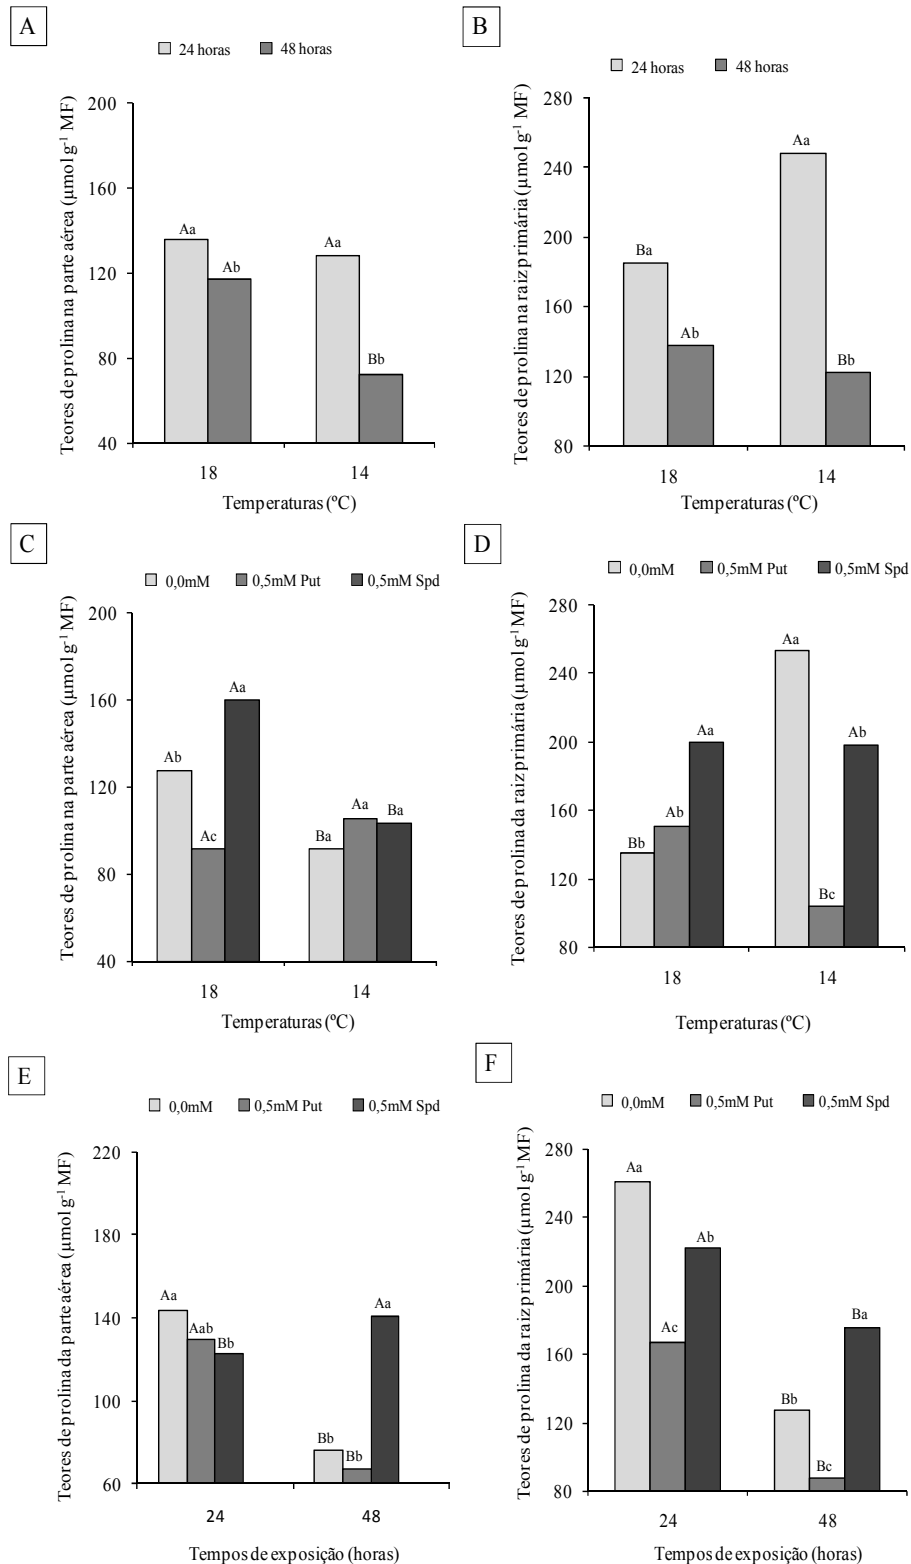 A
24 horas 48 horas
Teores de prolina na parte aérea (µmol g⁻¹ MF)
200
160
120
80
40
Aa
Ab
Aa
Bb
18 14
Temperaturas (ºC)
B
24 horas 48 horas
Teores de prolina na raiz primária (µmol g⁻¹ MF)
280
240
200
160
120
80
Ba
Ab
Aa
Bb
18 14
Temperaturas (ºC)
C
0,0mM 0,5mM Put 0,5mM Spd
Teores de prolina na parte aérea (µmol g⁻¹ MF)
200
160
120
80
40
Ab
Ac
Aa
Ba
Aa
Ba
18 14
Temperaturas (ºC)
D
0,0mM 0,5mM Put 0,5mM Spd
Teores de prolina da raiz primária (µmol g⁻¹ MF)
280
240
200
160
120
80
Bb
Ab
Aa
Aa
Bc
Ab
18 14
Temperaturas (ºC)
E
0,0mM 0,5mM Put 0,5mM Spd
Teores de prolina da parte aérea (µmol g⁻¹ MF)
220
180
140
100
60
Aa
Aab
Bb
Bb
Bb
Aa
24 48
Tempos de exposição (horas)
F
0,0mM 0,5mM Put 0,5mM Spd
Teores de prolina da raiz primária (µmol g⁻¹ MF)
280
240
200
160
120
80
Aa
Ac
Ab
Bb
Bc
Ba
24 48
Tempos de exposição (horas)